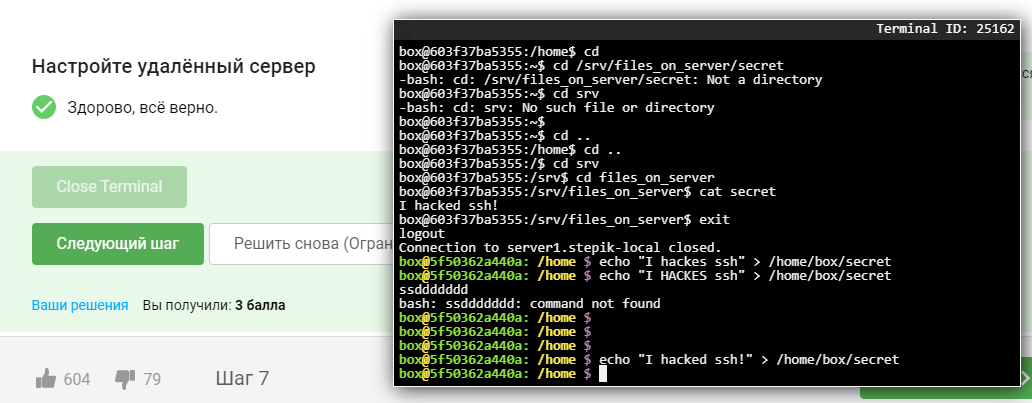 Настройте удалённый сервер
Здорово, всё верно.
Close Terminal
Следующий шаг
Решить снова (Огран
Ваши решения Вы получили: 3 балла
604 79 Шаг 7
Terminal ID: 25162
box@603f37ba5355:/home$ cd
box@603f37ba5355:~$ cd /srv/files_on_server/secret
-bash: cd: /srv/files_on_server/secret: Not a directory
box@603f37ba5355:~$ cd srv
-bash: cd: srv: No such file or directory
box@603f37ba5355:~$
box@603f37ba5355:~$ cd ..
box@603f37ba5355:/home$ cd ..
box@603f37ba5355:/$ cd srv
box@603f37ba5355:/srv$ cd files_on_server
box@603f37ba5355:/srv/files_on_server$ cat secret
I hacked ssh!
box@603f37ba5355:/srv/files_on_server$ exit
logout
Connection to server1.stepik-local closed.
box@5f50362a440a: /home $ echo "I hackes ssh" > /home/box/secret
box@5f50362a440a: /home $ echo "I HACKES ssh" > /home/box/secret
ssddddddd
bash: ssdddddddd: command not found
box@5f50362a440a: /home $
box@5f50362a440a: /home $
box@5f50362a440a: /home $
box@5f50362a440a: /home $ echo "I hacked ssh!" > /home/box/secret
box@5f50362a440a: /home $
ся